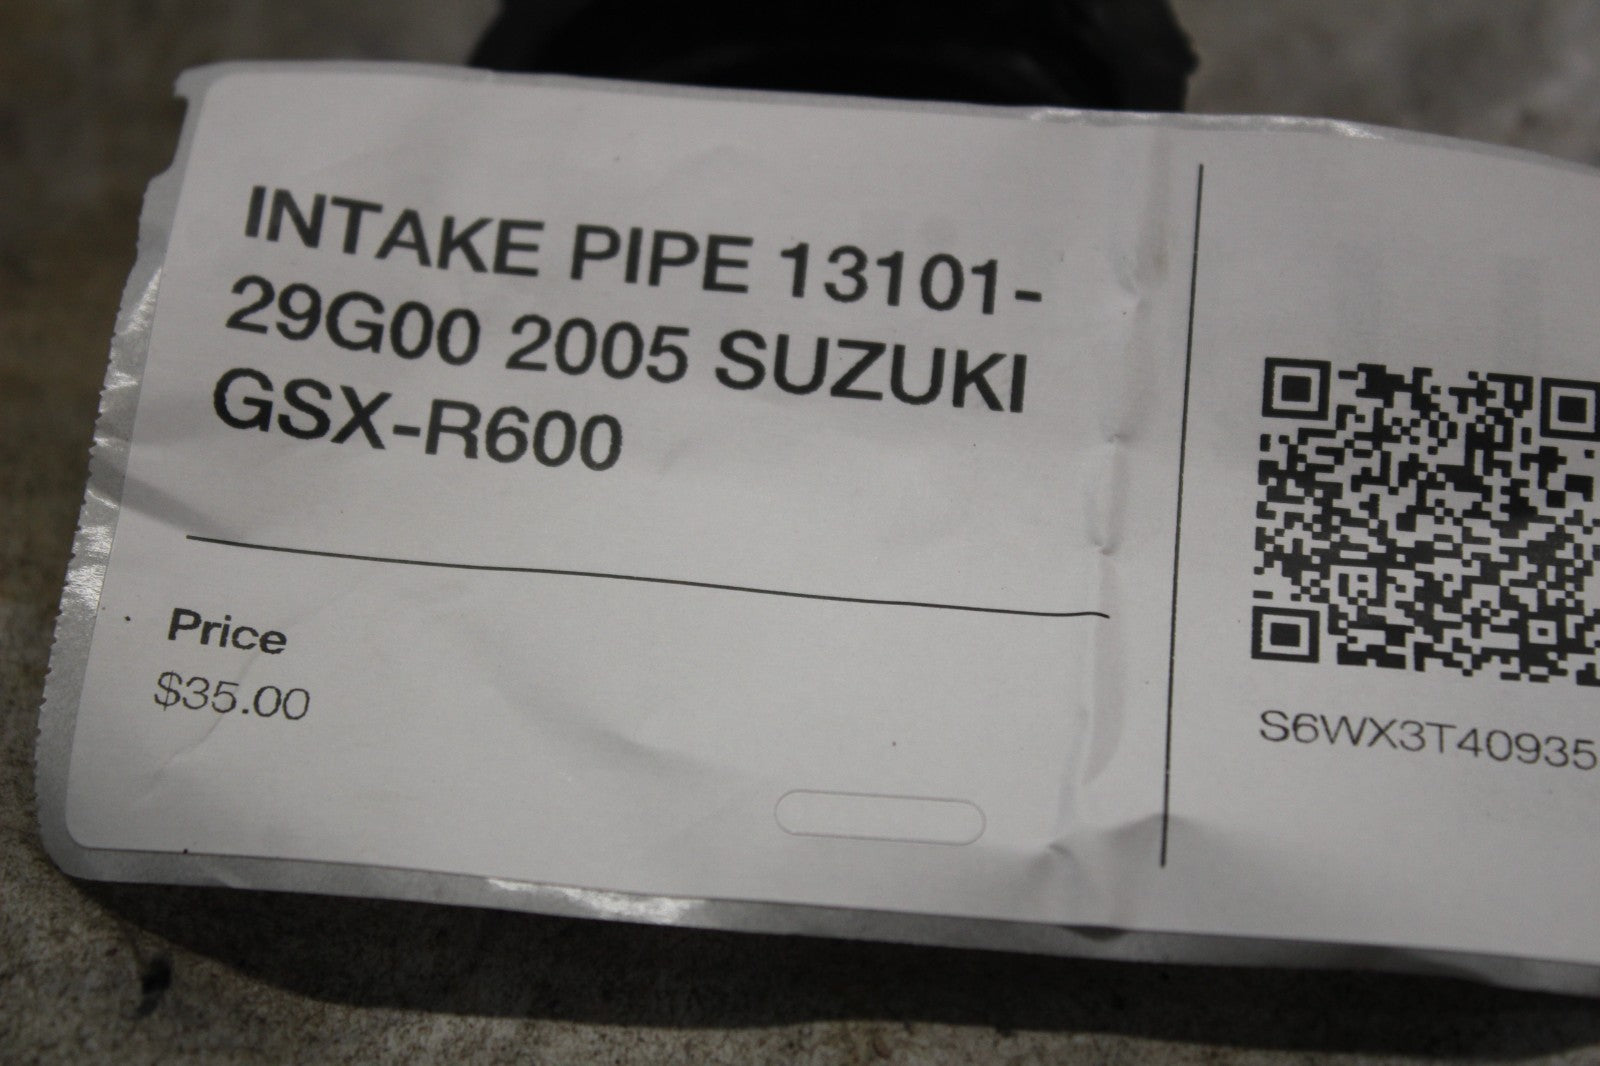 INTAKE PIPE 13101-
29G00 2005 SUZUKI
GSX-R600
Price
$35.00
S6WX3T40935